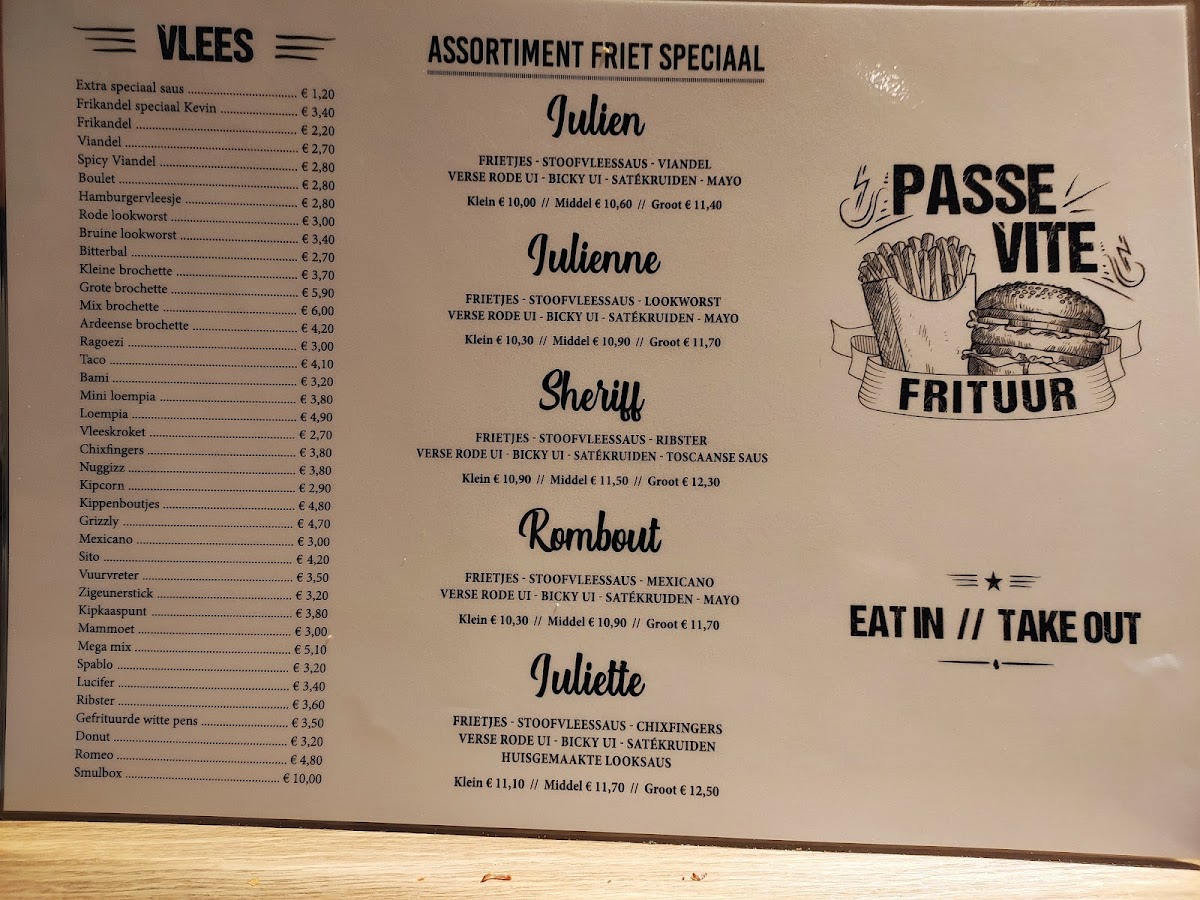 VLEES
Extra speciaal saus € 1,20
Frikandel speciaal Kevin € 3,40
Frikandel € 2,20
Viandel € 2,70
Spicy Viandel € 2,80
Boulet € 2,80
Hamburgervleesje € 2,80
Rode lookworst € 3,00
Bruine lookworst € 3,40
Bitterbal € 2,70
Kleine brochette € 3,70
Grote brochette € 5,90
Mix brochette € 6,00
Ardeense brochette € 4,20
Ragoezi € 3,00
Taco € 4,10
Bami € 3,20
Mini loempia € 3,80
Loempia € 4,90
Vleeskroket € 2,70
Chixfingers € 3,80
Nuggizz € 3,80
Kipcorn € 2,90
Kippenboutjes € 4,80
Grizzly € 4,70
Mexicano € 3,00
Sito € 4,20
Vuurvreter € 3,50
Zigeunerstick € 3,20
Kipkaaspunt € 3,80
Mammoet € 3,00
Mega mix € 5,10
Spablo € 3,20
Lucifer € 3,40
Ribster € 3,60
Gefrituurde witte pens € 3,50
Donut € 3,20
Romeo € 4,80
Smulbox € 10,00
ASSORTIMENT FRIET SPECIAAL
Julien
FRIETJES - STOOFVLEESSAUS - VIANDEL
VERSE RODE UI - BICKY UI - SATÉKRUIDEN - MAYO
Klein € 10,00 // Middel € 10,60 // Groot € 11,40
Julienne
FRIETJES - STOOFVLEESSAUS - LOOKWORST
VERSE RODE UI - BICKY UI - SATÉKRUIDEN - MAYO
Klein € 10,30 // Middel € 10,90 // Groot € 11,70
Sheriff
FRIETJES - STOOFVLEESSAUS - RIBSTER
VERSE RODE UI - BICKY UI - SATÉKRUIDEN - TOSCAANSE SAUS
Klein € 10,90 // Middel € 11,50 // Groot € 12,30
Rombout
FRIETJES - STOOFVLEESSAUS - MEXICANO
VERSE RODE UI - BICKY UI - SATÉKRUIDEN - MAYO
Klein € 10,30 // Middel € 10,90 // Groot € 11,70
Juliette
FRIETJES - STOOFVLEESSAUS - CHIXFINGERS
VERSE RODE UI - BICKY UI - SATÉKRUIDEN
HUISGEMAAKTE LOOKSAUS
Klein € 11,10 // Middel € 11,70 // Groot € 12,50
PASSE
VITE
FRITUUR
EAT IN // TAKE OUT